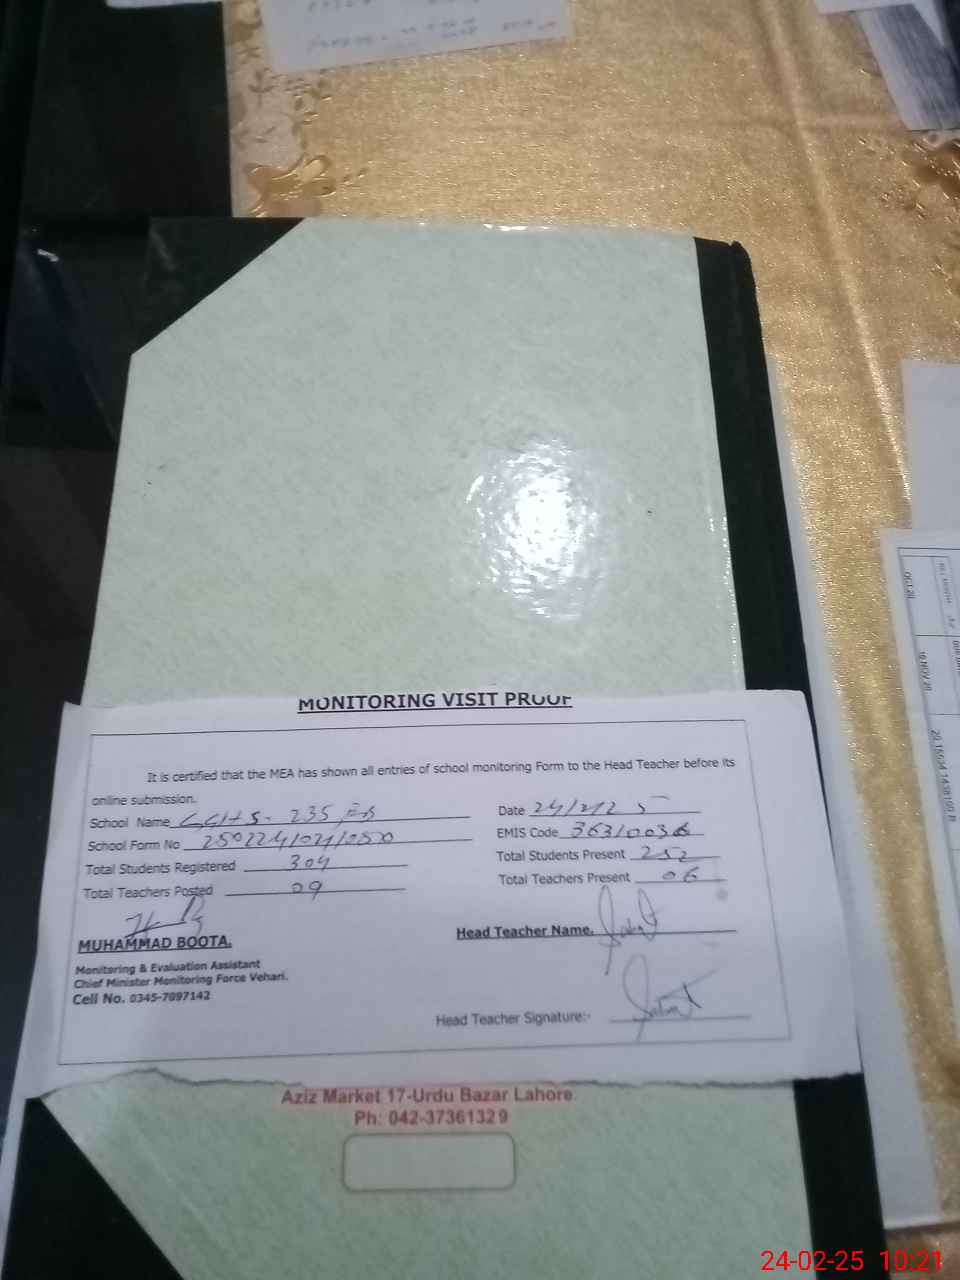 MONITORING VISIT PROOF
It is certified that the MEA has shown all entries of school monitoring Form to the Head Teacher before its
online submission.
School Name GGHS- 235 EB Date 24/2/25
School Form No EMIS Code 36310036
Total Students Registered 304 Total Students Present 252
Total Teachers Posted 09 Total Teachers Present 06
MUHAMMAD BOOTA. Head Teacher Name.
Monitoring & Evaluation Assistant
Chief Minister Monitoring Force Vehari.
Cell No. 0345-7097142
Head Teacher Signature:-
Aziz Market 17-Urdu Bazar Lahore.
Ph: 042-37361329
24-02-25 10:21